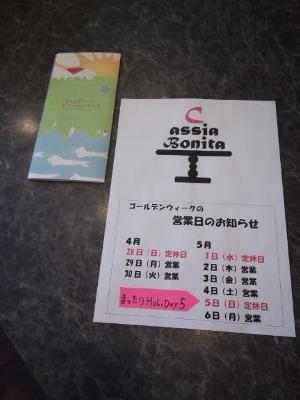 C
assia
Bonita
ゴールデンウィークの
営業日のお知らせ
4月
28日(日)定休日
29日(月)営業
30日(火)営業
まったりHoLiDay5
5月
1日(水)定休日
2日(木)営業
3日(金)営業
4日(土)営業
5日(日)定休日
6日(月)営業